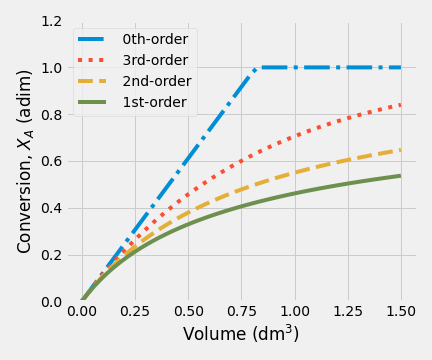 1.2
1.0
0.8
0.6
0.4
0.2
0.0
Conversion, X_A (adim)
0th-order
3rd-order
2nd-order
1st-order
0.00 0.25 0.50 0.75 1.00 1.25 1.50
Volume (dm³)